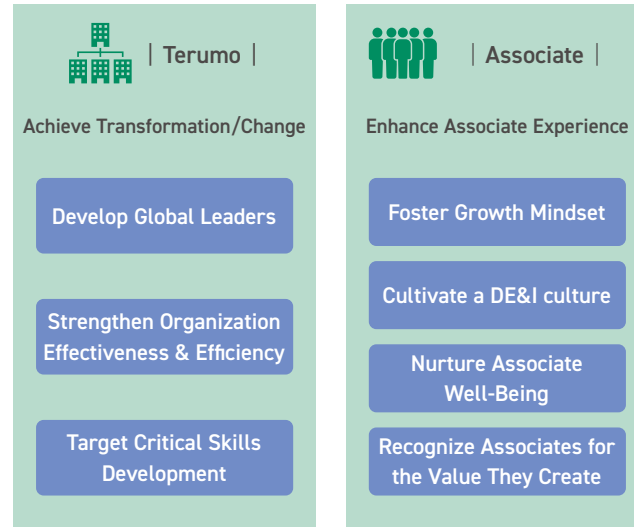 | Terumo |
Achieve Transformation/Change
Develop Global Leaders
Strengthen Organization
Effectiveness & Efficiency
Target Critical Skills
Development
| Associate |
Enhance Associate Experience
Foster Growth Mindset
Cultivate a DE&I culture
Nurture Associate
Well-Being
Recognize Associates for
the Value They Create